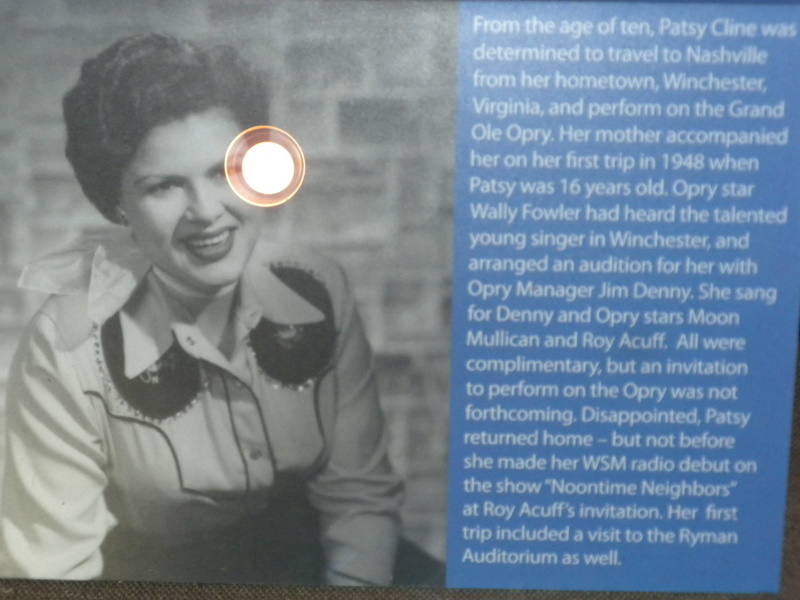 From the age of ten, Patsy Cline was
determined to travel to Nashville
from her hometown, Winchester,
Virginia, and perform on the Grand
Ole Opry. Her mother accompanied
her on her first trip in 1948 when
Patsy was 16 years old. Opry star
Wally Fowler had heard the talented
young singer in Winchester, and
arranged an audition for her with
Opry Manager Jim Denny. She sang
for Denny and Opry stars Moon
Mullican and Roy Acuff.  All were
complimentary, but an invitation
to perform on the Opry was not
forthcoming. Disappointed, Patsy
returned home – but not before
she made her WSM radio debut on
the show "Noontime Neighbors"
at Roy Acuff's invitation. Her first
trip included a visit to the Ryman
Auditorium as well.